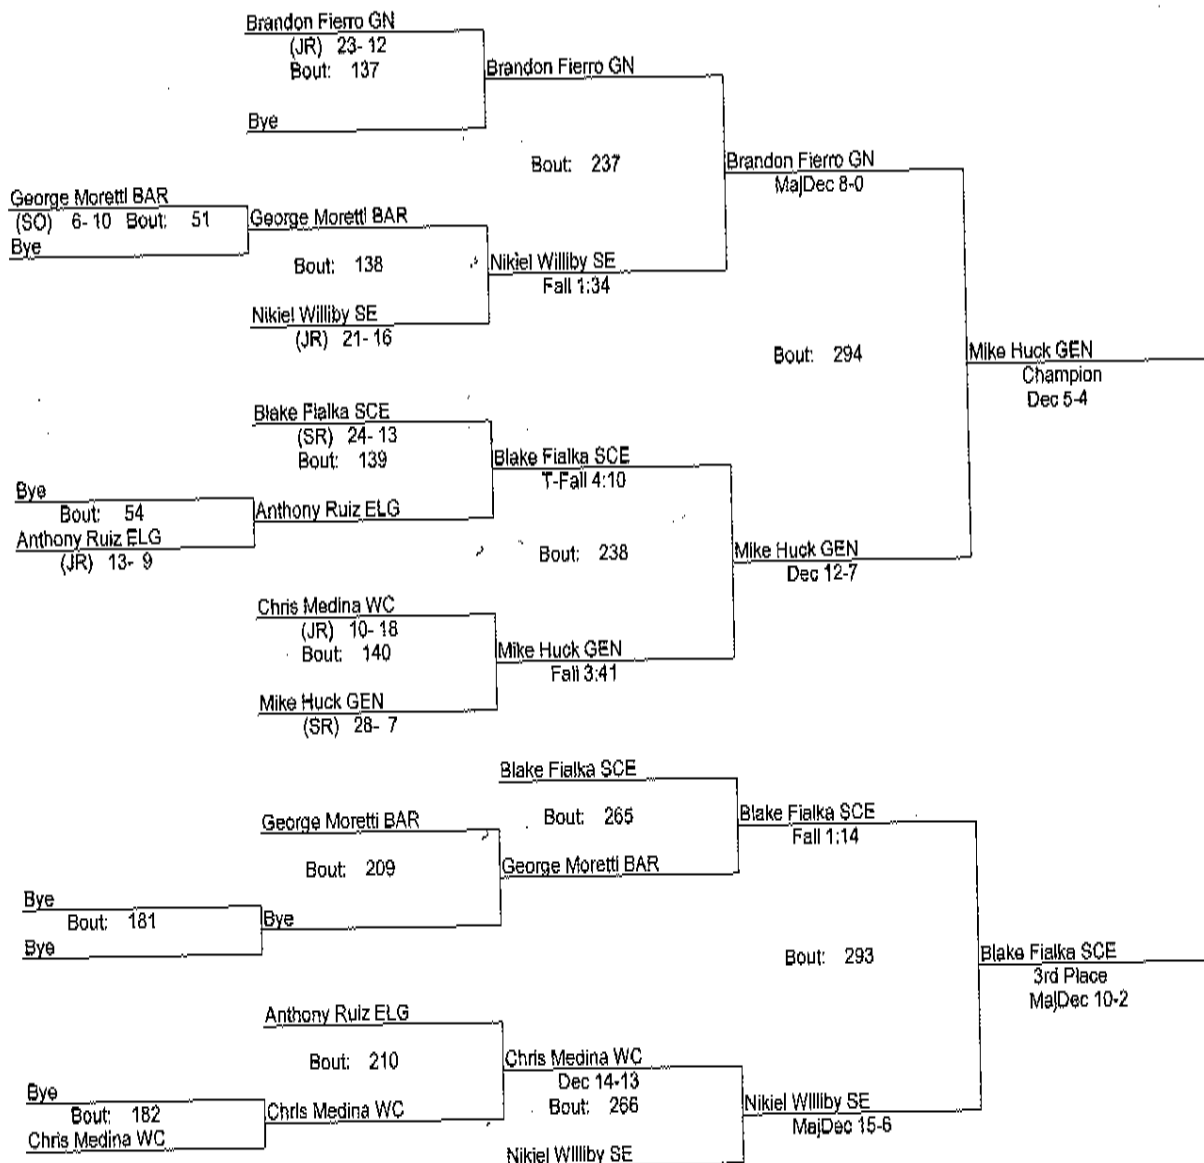 Brandon Fierro GN
(JR) 23- 12
Bout: 137
Brandon Fierro GN
Bye
Bout: 237
Brandon Fierro GN
MajDec 8-0
George Moretti BAR
(SO) 6- 10 Bout: 51
George Moretti BAR
Bye
Bout: 138
Nikiel Williby SE
Fall 1:34
Nikiel Williby SE
(JR) 21- 16
Bout: 294
Mike Huck GEN
Champion
Dec 5-4
Blake Fialka SCE
(SR) 24- 13
Bout: 139
Blake Fialka SCE
T-Fall 4:10
Bye
Bout: 54
Anthony Ruiz ELG
Anthony Ruiz ELG
(JR) 13- 9
Bout: 238
Mike Huck GEN
Dec 12-7
Chris Medina WC
(JR) 10- 18
Bout: 140
Mike Huck GEN
Fall 3:41
Mike Huck GEN
(SR) 28- 7
Blake Fialka SCE
Bout: 265
Blake Fialka SCE
Fall 1:14
George Moretti BAR
Bout: 209
George Moretti BAR
Bye
Bout: 181
Bye
Bye
Bout: 293
Blake Fialka SCE
3rd Place
MajDec 10-2
Anthony Ruiz ELG
Bout: 210
Chris Medina WC
Dec 14-13
Bout: 266
Bye
Bout: 182
Chris Medina WC
Chris Medina WC
Nikiel Williby SE
MajDec 15-6
Nikiel Williby SE